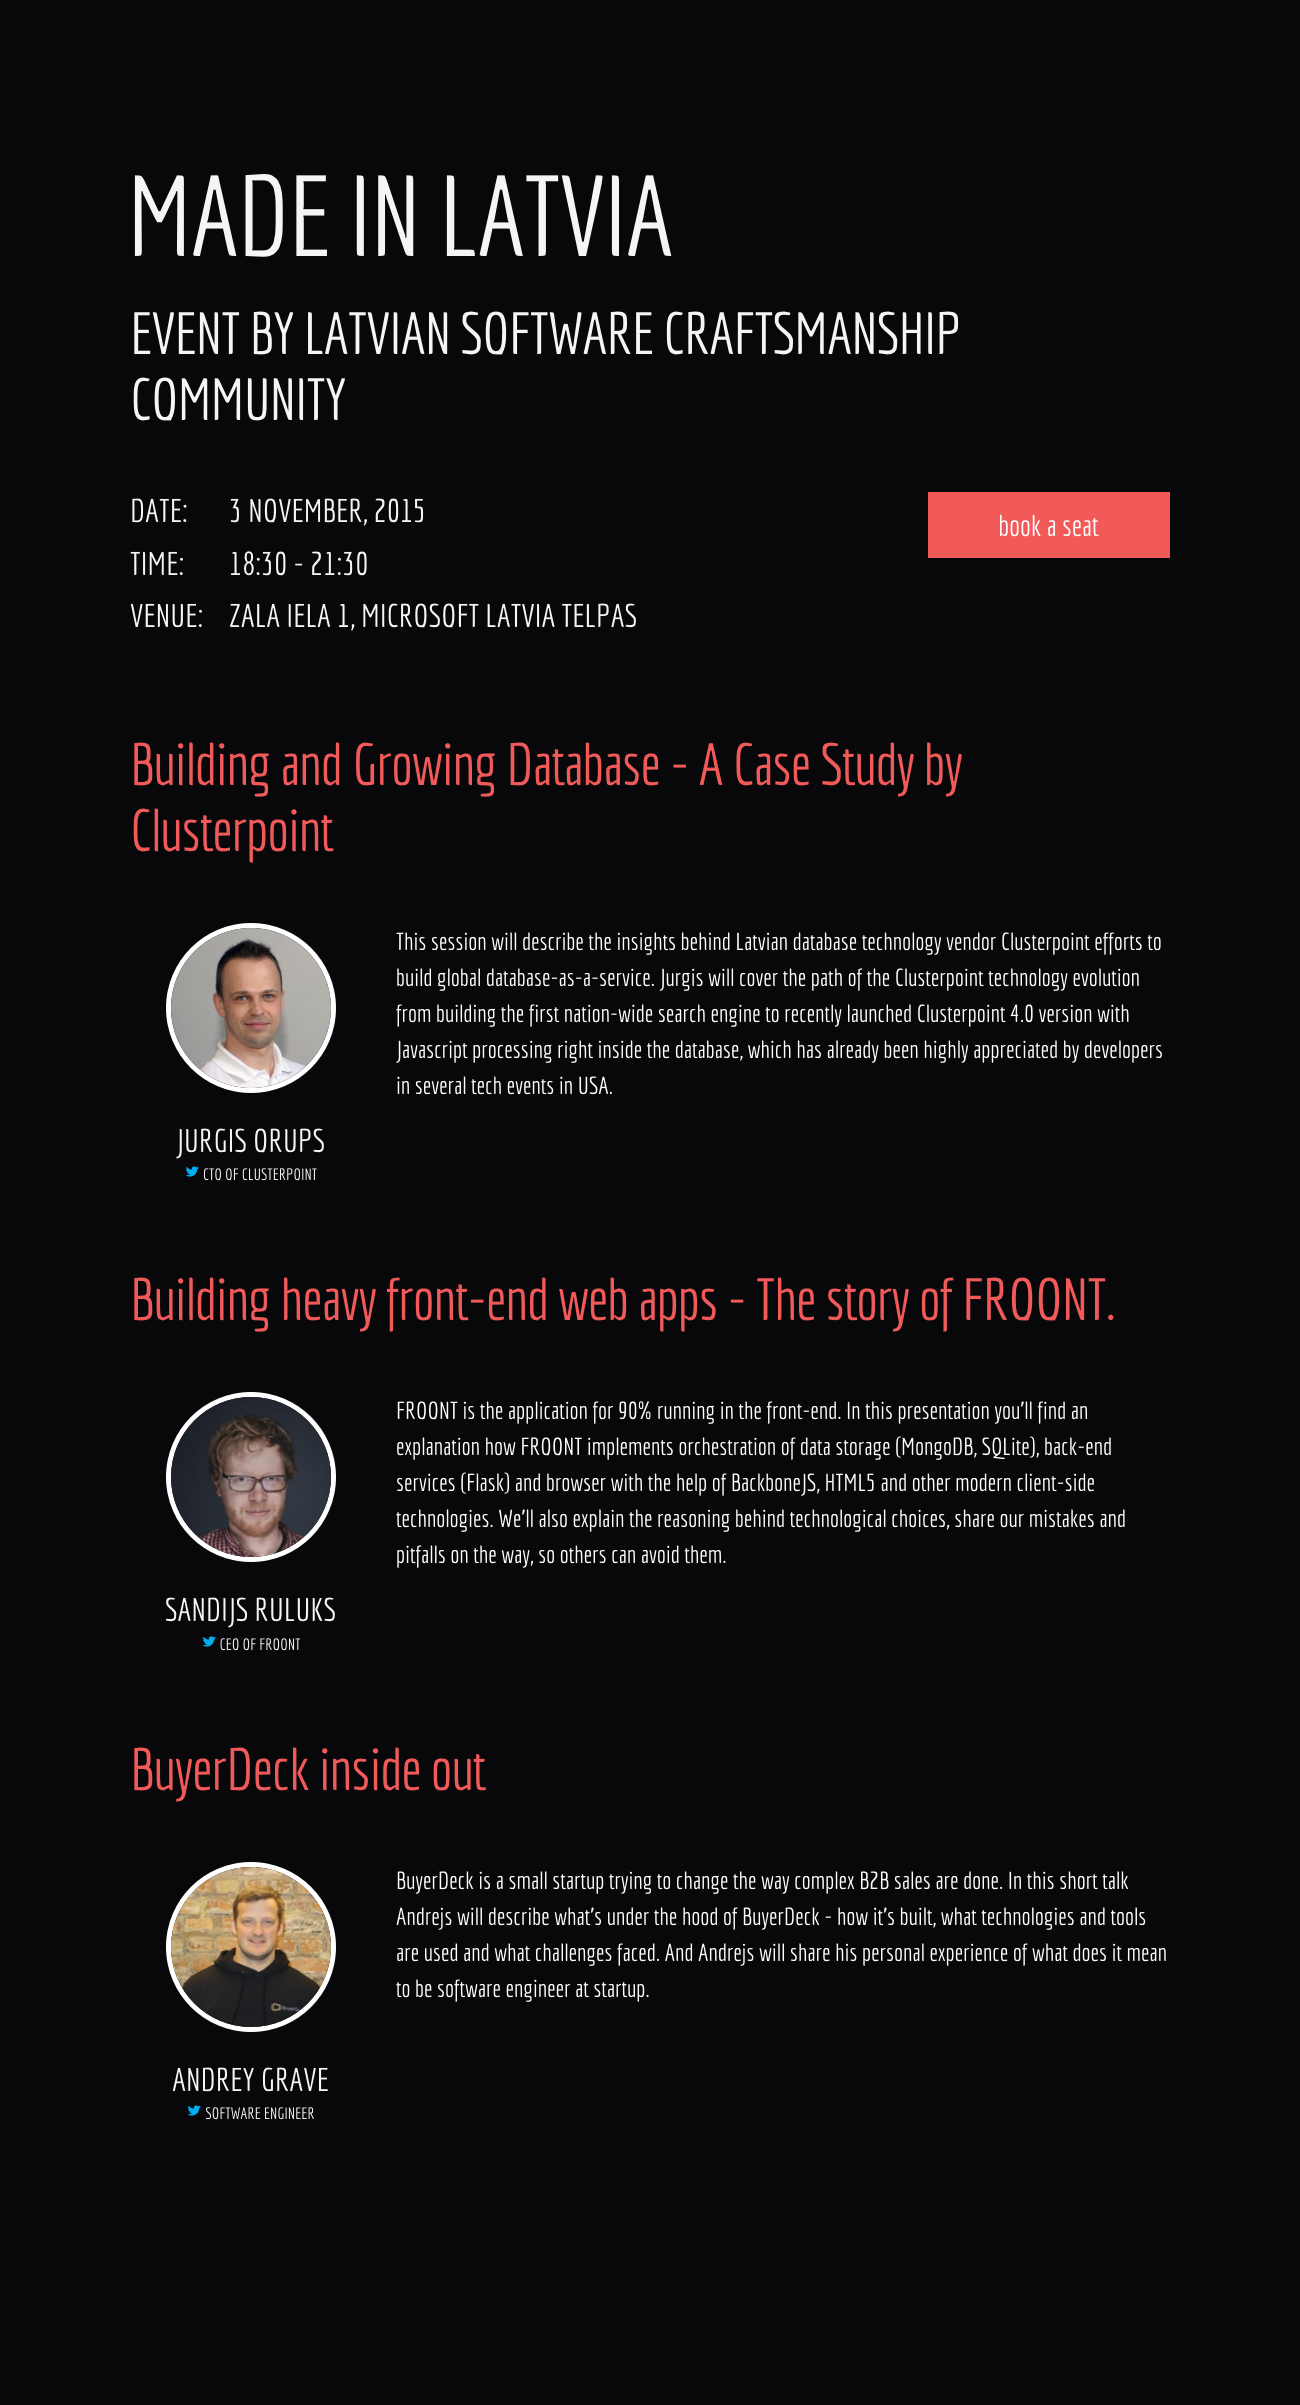 MADE IN LATVIA
EVENT BY LATVIAN SOFTWARE CRAFTSMANSHIP
COMMUNITY
DATE: 3 NOVEMBER, 2015
book a seat
TIME: 18:30 - 21:30
VENUE: ZALA IELA 1, MICROSOFT LATVIA TELPAS
Building and Growing Database - A Case Study by
Clusterpoint
This session will describe the insights behind Latvian database technology vendor Clusterpoint efforts to
build global database-as-a-service. Jurgis will cover the path of the Clusterpoint technology evolution
from building the first nation-wide search engine to recently launched Clusterpoint 4.0 version with
Javascript processing right inside the database, which has already been highly appreciated by developers
in several tech events in USA.
JURGIS ORUPS
CTO OF CLUSTERPOINT
Building heavy front-end web apps - The story of FROONT.
FROONT is the application for 90% running in the front-end. In this presentation you'll find an
explanation how FROONT implements orchestration of data storage (MongoDB, SQLite), back-end
services (Flask) and browser with the help of BackboneJS, HTML5 and other modern client-side
technologies. We'll also explain the reasoning behind technological choices, share our mistakes and
pitfalls on the way, so others can avoid them.
SANDIJS RULUKS
CEO OF FROONT
BuyerDeck inside out
BuyerDeck is a small startup trying to change the way complex B2B sales are done. In this short talk
Andrejs will describe what's under the hood of BuyerDeck - how it's built, what technologies and tools
are used and what challenges faced. And Andrejs will share his personal experience of what does it mean
to be software engineer at startup.
ANDREY GRAVE
SOFTWARE ENGINEER